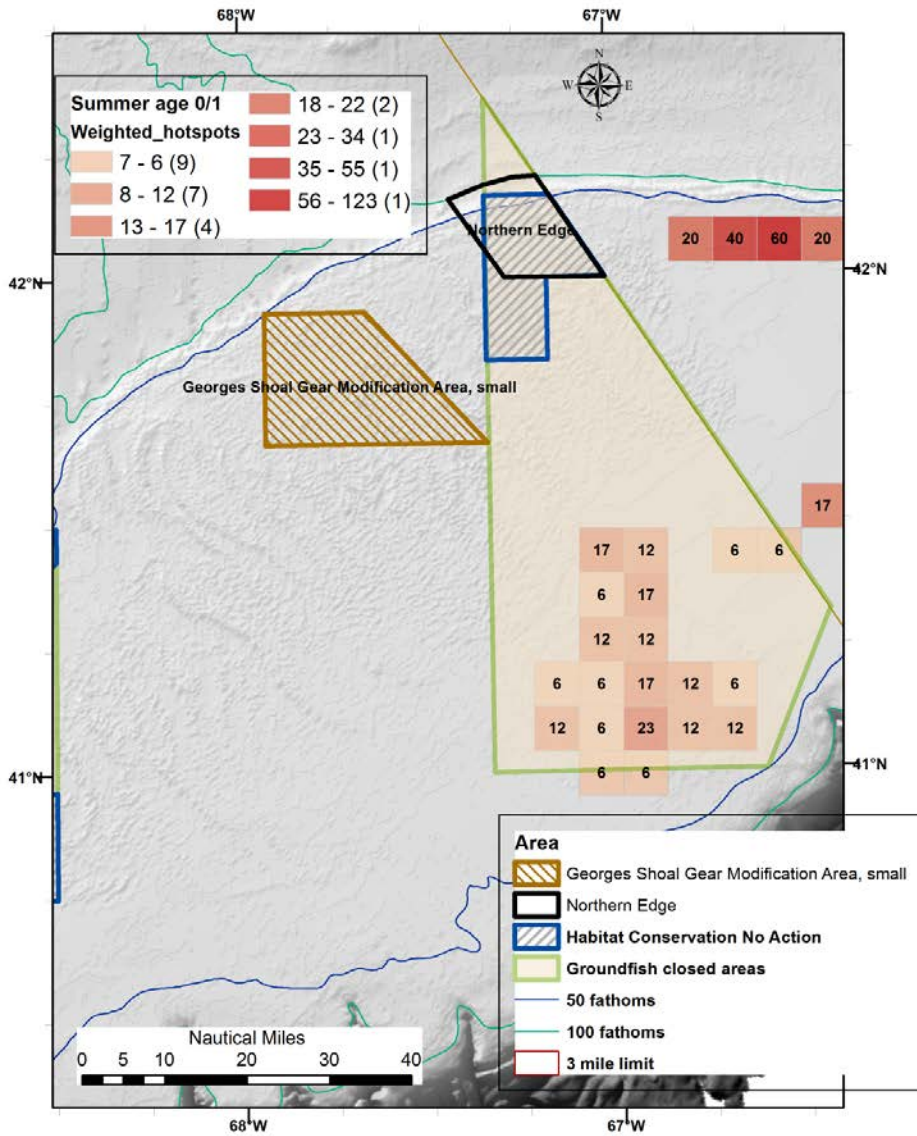 68°W 67°W
N
W E
S
Summer age 0/1
Weighted_hotspots
7 - 6 (9)
8 - 12 (7)
13 - 17 (4)
18 - 22 (2)
23 - 34 (1)
35 - 55 (1)
56 - 123 (1)
Northern Edge
20 40 60 20
42°N 42°N
Georges Shoal Gear Modification Area, small
17
17 12 6 6
6 17
12 12
6 6 17 12 6
12 6 23 12 12
41°N 41°N
6 6
Area
Georges Shoal Gear Modification Area, small
Northern Edge
Habitat Conservation No Action
Groundfish closed areas
50 fathoms
100 fathoms
3 mile limit
Nautical Miles
0 5 10 20 30 40
68°W 67°W